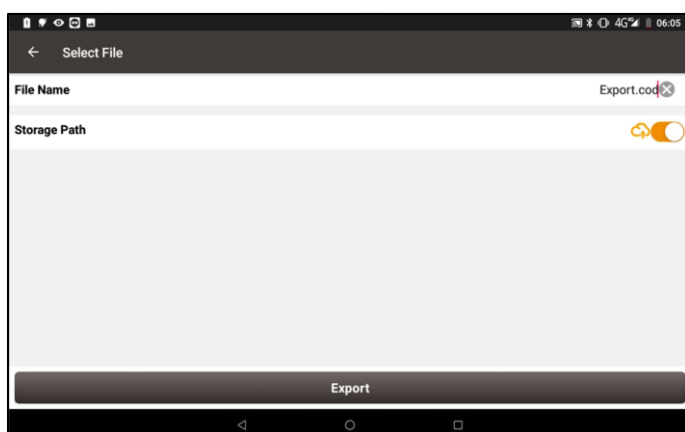 4G 06:05
Select File
File Name Export.cod
Storage Path
Export